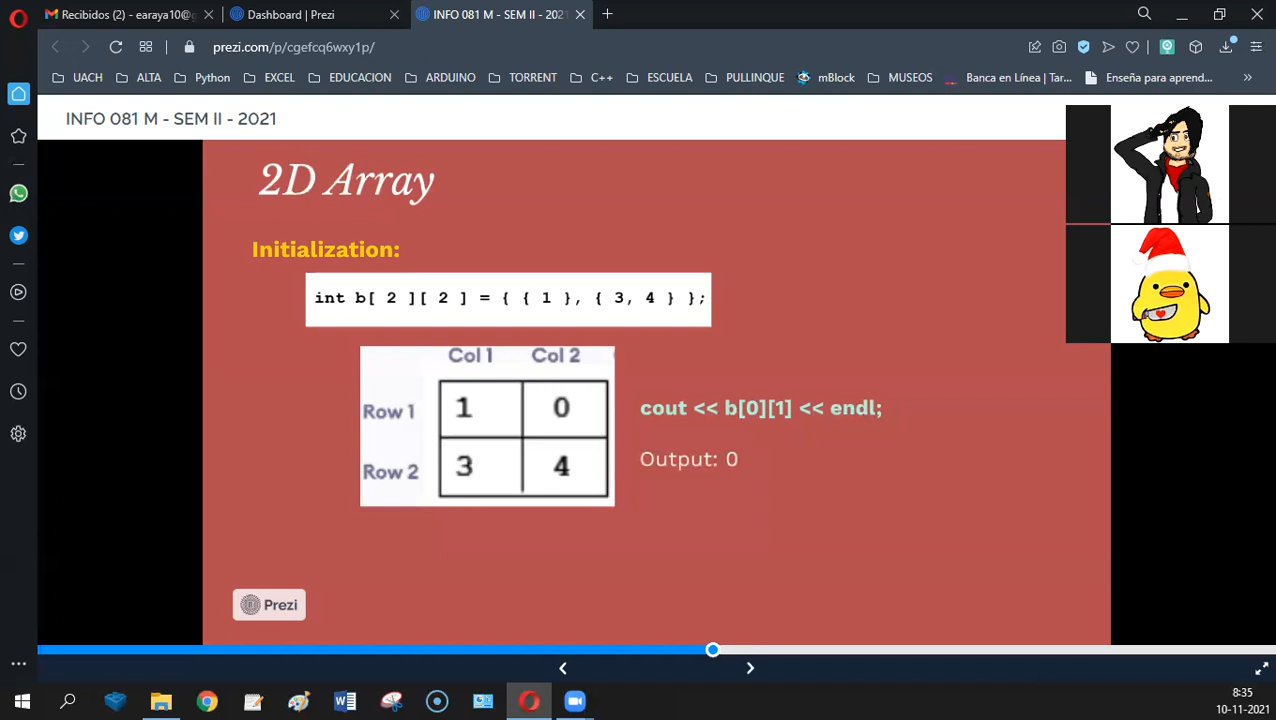 Recibidos (2) - earaya10@g
Dashboard | Prezi
INFO 081 M - SEM II - 2021
prezi.com/p/cgefcq6wxy1p/
UACH
ALTA
Python
EXCEL
EDUCACION
ARDUINO
TORRENT
C++
ESCUELA
PULLINQUE
mBlock
MUSEOS
Banca en Línea | Tar...
Enseña para aprend...
INFO 081 M - SEM II - 2021
2D Array
Initialization:
int b[ 2 ][ 2 ] = { { 1 }, { 3, 4 } };
Col 1 Col 2
Row 1 1 0
Row 2 3 4
cout << b[0][1] << endl;
Output: 0
Prezi
8:35
10-11-2021